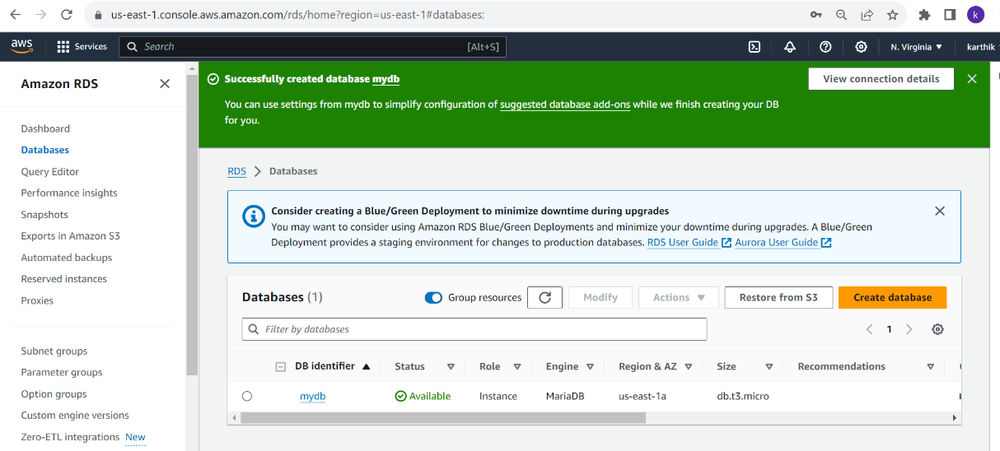 us-east-1.console.aws.amazon.com/rds/home?region=us-east-1#databases:
k
aws
Services
Search
[Alt+S]
N. Virginia
karthik
Amazon RDS
Dashboard
Databases
Query Editor
Performance insights
Snapshots
Exports in Amazon S3
Automated backups
Reserved instances
Proxies
Subnet groups
Parameter groups
Option groups
Custom engine versions
Zero-ETL integrations New
Successfully created database mydb
View connection details
You can use settings from mydb to simplify configuration of suggested database add-ons while we finish creating your DB
for you.
RDS > Databases
Consider creating a Blue/Green Deployment to minimize downtime during upgrades
You may want to consider using Amazon RDS Blue/Green Deployments and minimize your downtime during upgrades. A Blue/Green
Deployment provides a staging environment for changes to production databases. RDS User Guide Aurora User Guide
Databases (1)
Group resources
Modify
Actions
Restore from S3
Create database
Filter by databases
1
DB identifier Status Role Engine Region & AZ Size Recommendations
mydb Available Instance MariaDB us-east-1a db.t3.micro